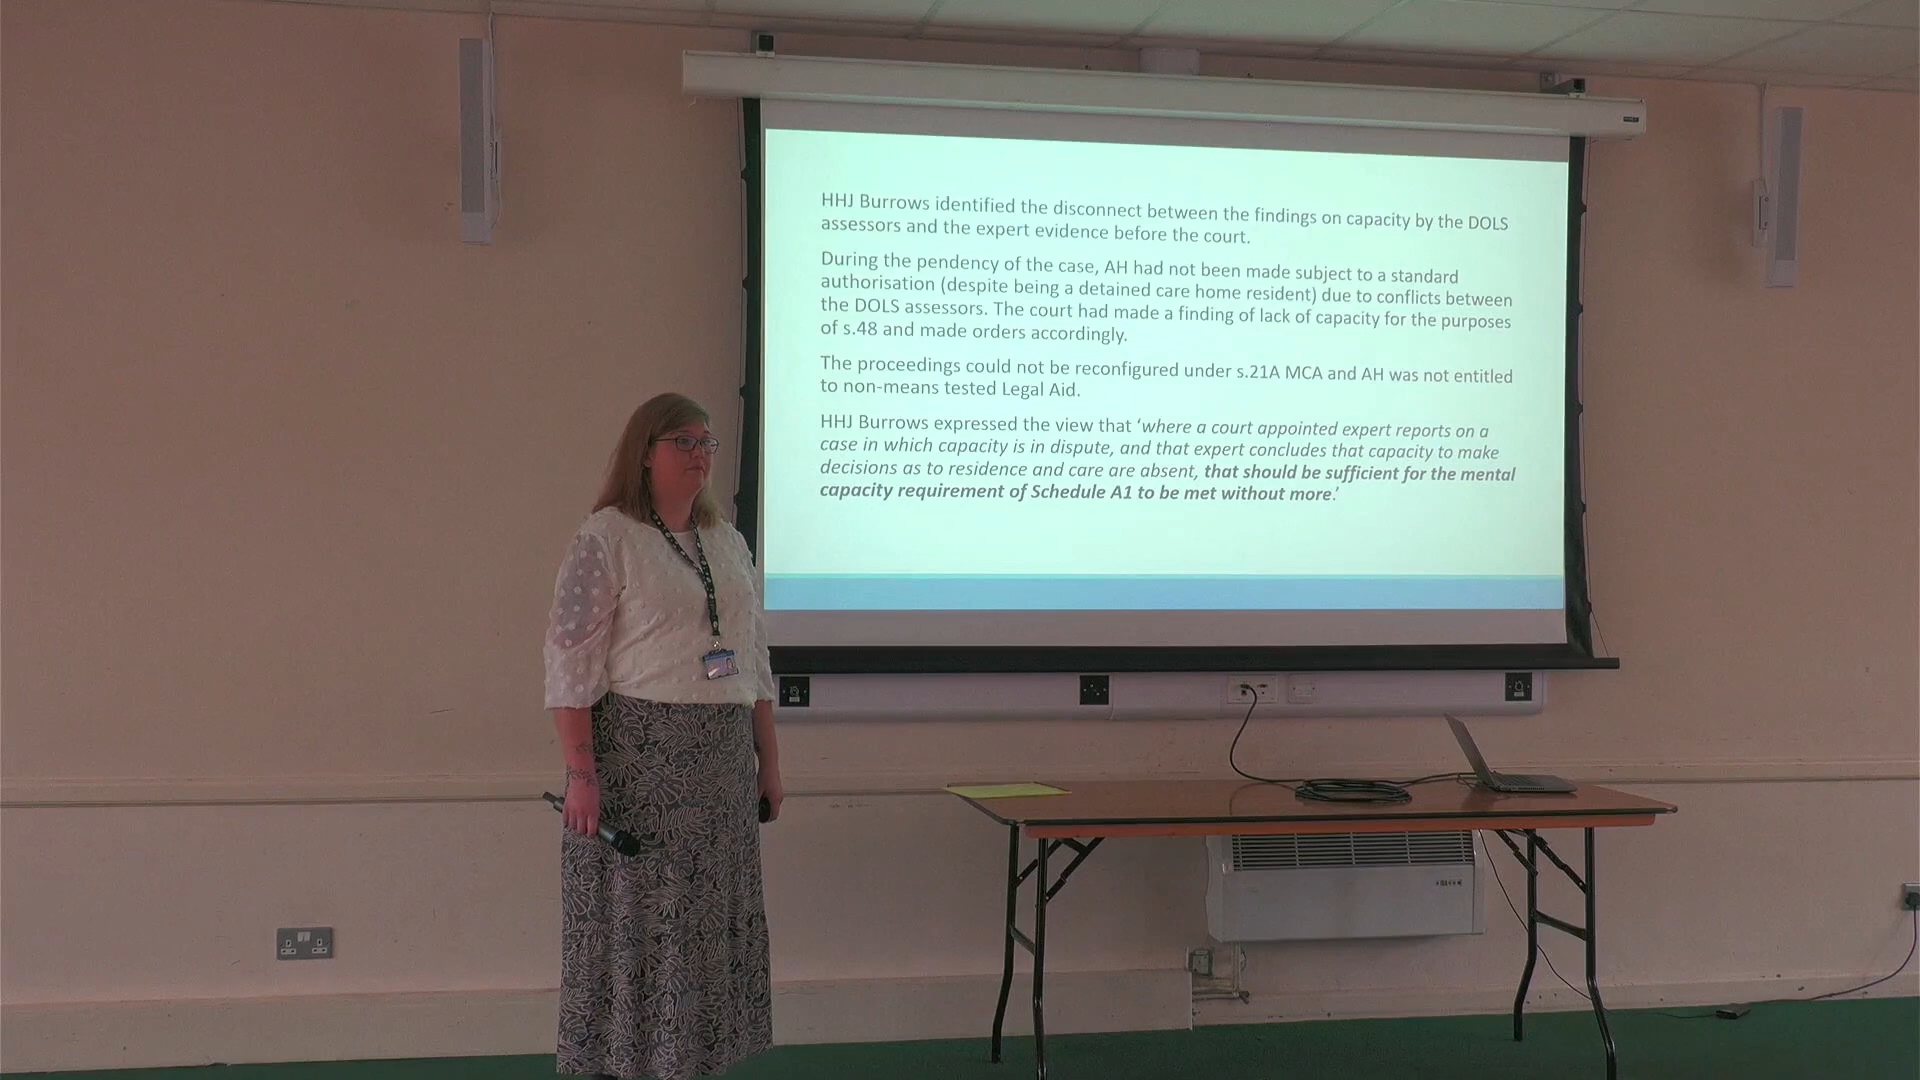 HHJ Burrows identified the disconnect between the findings on capacity by the DOLS
assessors and the expert evidence before the court.
During the pendency of the case, AH had not been made subject to a standard
authorisation (despite being a detained care home resident) due to conflicts between
the DOLS assessors. The court had made a finding of lack of capacity for the purposes
of s.48 and made orders accordingly.
The proceedings could not be reconfigured under s.21A MCA and AH was not entitled
to non-means tested Legal Aid.
HHJ Burrows expressed the view that ‘where a court appointed expert reports on a
case in which capacity is in dispute, and that expert concludes that capacity to make
decisions as to residence and care are absent, that should be sufficient for the mental
capacity requirement of Schedule A1 to be met without more.’